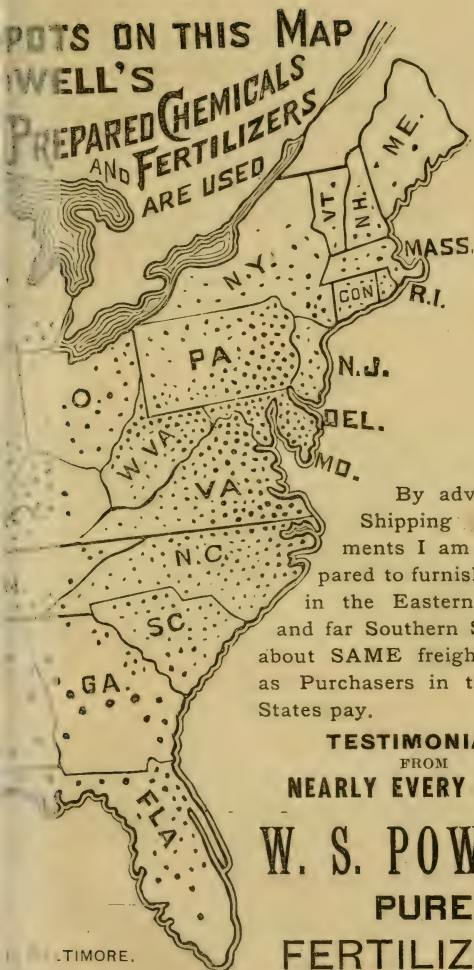 POTS ON THIS MAP
WELL'S
PREPARED CHEMICALS
AND FERTILIZERS
ARE USED
ME.
VT.
N.H.
MASS.
N.Y.
CON
R.I.
PA
N.J.
O
DEL.
W.VA
MD.
VA
By adv
Shipping
ments I am
N.C.
pared to furnish
in the Eastern
SC
and far Southern S
about SAME freigh
GA.
as Purchasers in t
States pay.
TESTIMONIA
FROM
NEARLY EVERY
FLA
W. S. POW
PURE
TIMORE.
FERTILIZ